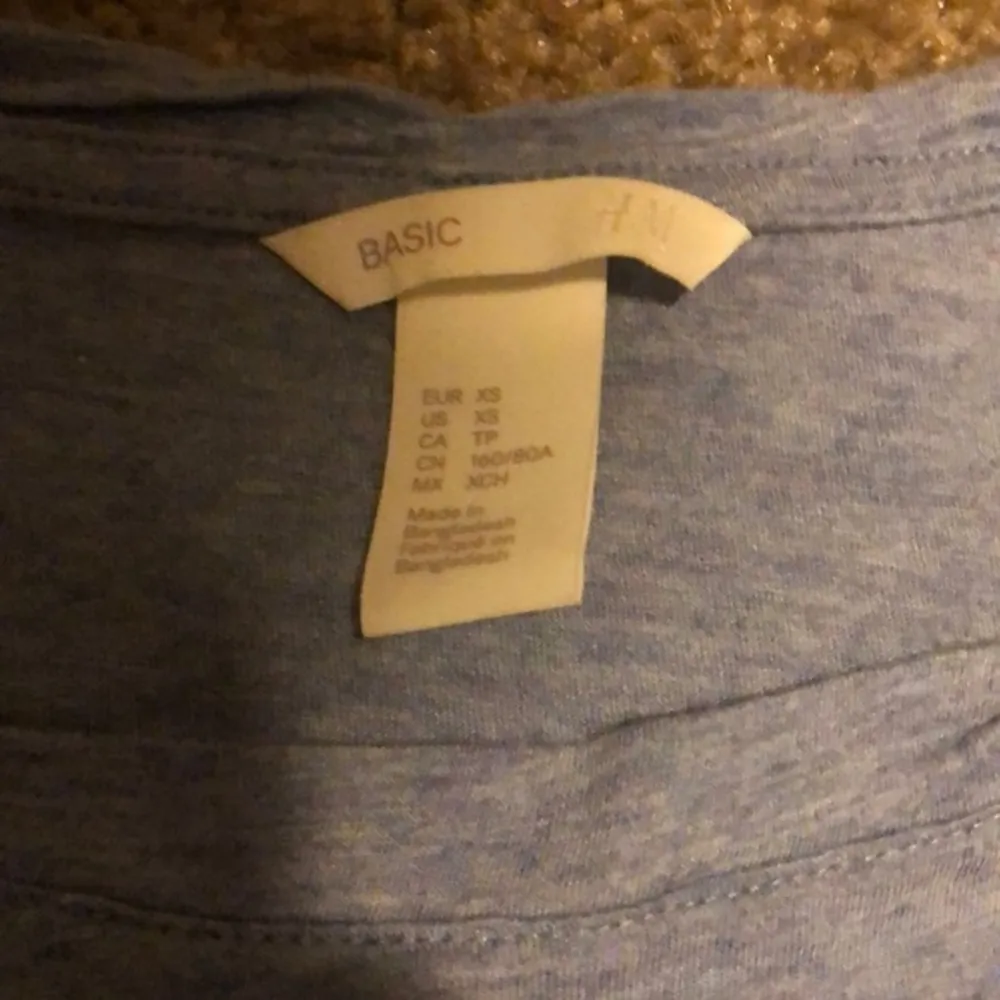 BASIC H&M
EUR XS
US XS
CA TP
CN 160/80A
MX XCH
Made in
Bangladesh
Fabriqué en
Bangladesh